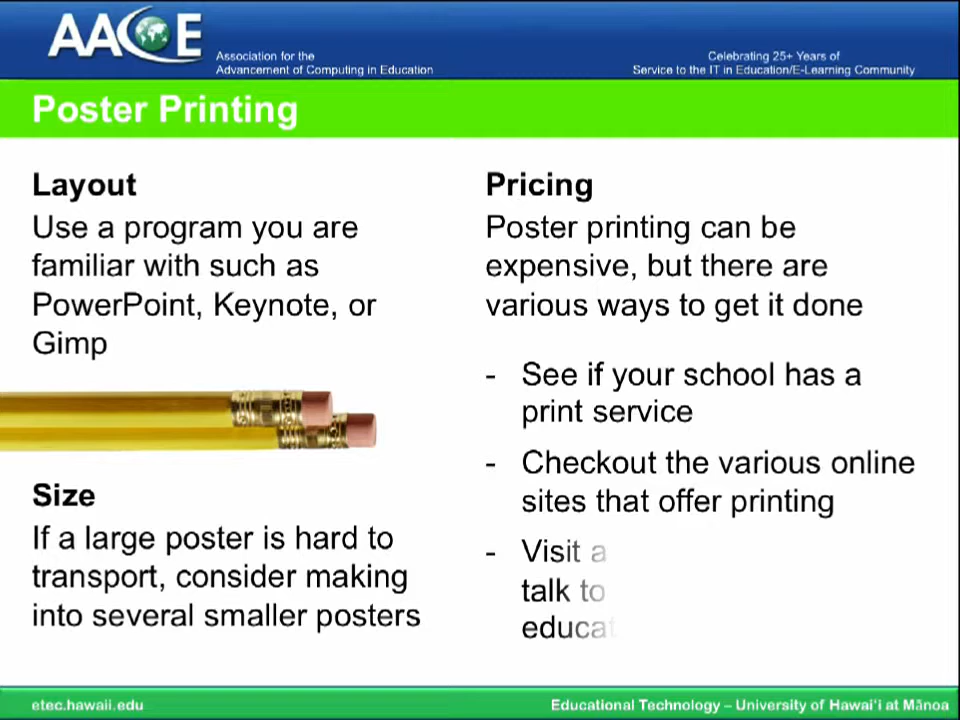 AACE
Association for the
Advancement of Computing in Education
Celebrating 25+ Years of
Service to the IT in Education/E-Learning Community
Poster Printing
Layout
Use a program you are
familiar with such as
PowerPoint, Keynote, or
Gimp
Size
If a large poster is hard to
transport, consider making
into several smaller posters
Pricing
Poster printing can be
expensive, but there are
various ways to get it done
- See if your school has a
print service
- Checkout the various online
sites that offer printing
- Visit a
talk to
educat
etec.hawaii.edu
Educational Technology – University of Hawai‘i at Mānoa